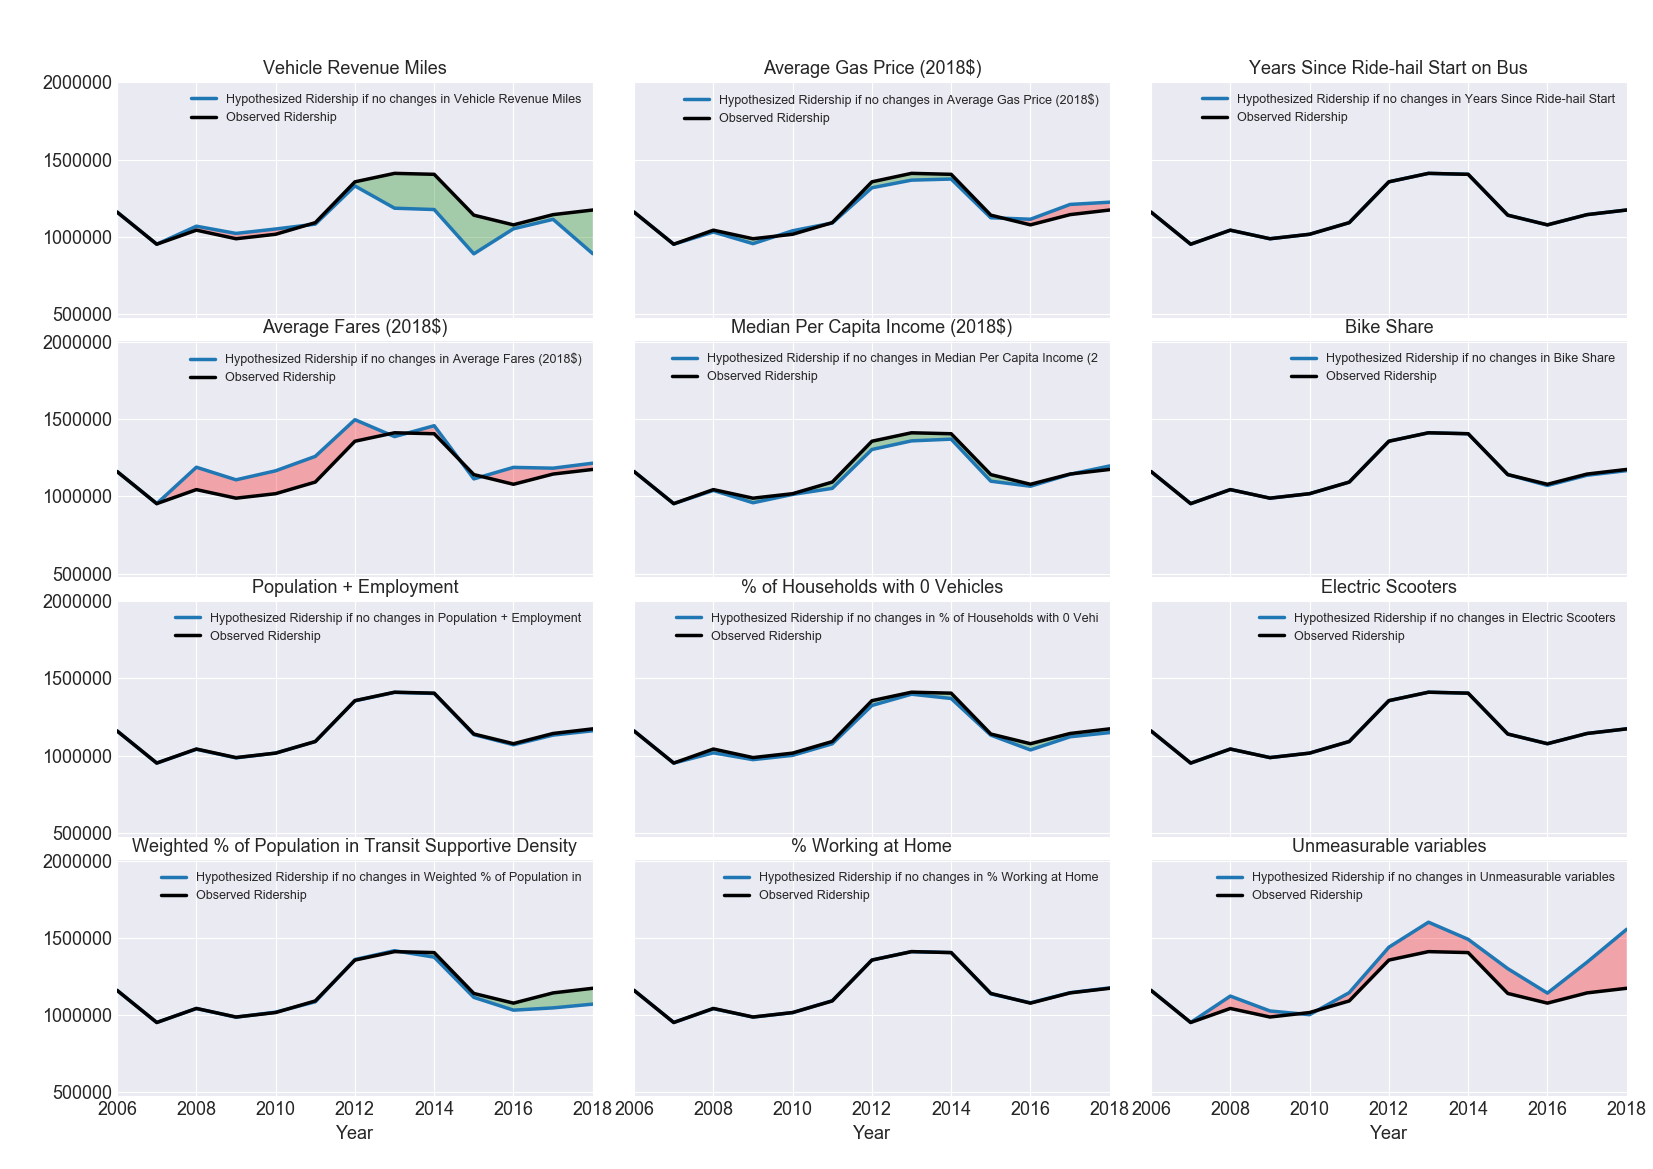 Vehicle Revenue Miles
2000000
1500000
1000000
500000
Hypothesized Ridership if no changes in Vehicle Revenue Miles
Observed Ridership
Average Gas Price (2018$)
Hypothesized Ridership if no changes in Average Gas Price (2018$)
Observed Ridership
Years Since Ride-hail Start on Bus
Hypothesized Ridership if no changes in Years Since Ride-hail Start
Observed Ridership
Average Fares (2018$)
2000000
1500000
1000000
500000
Hypothesized Ridership if no changes in Average Fares (2018$)
Observed Ridership
Median Per Capita Income (2018$)
Hypothesized Ridership if no changes in Median Per Capita Income (2
Observed Ridership
Bike Share
Hypothesized Ridership if no changes in Bike Share
Observed Ridership
Population + Employment
2000000
1500000
1000000
500000
Hypothesized Ridership if no changes in Population + Employment
Observed Ridership
% of Households with 0 Vehicles
Hypothesized Ridership if no changes in % of Households with 0 Vehi
Observed Ridership
Electric Scooters
Hypothesized Ridership if no changes in Electric Scooters
Observed Ridership
Weighted % of Population in Transit Supportive Density
2000000
1500000
1000000
500000
Hypothesized Ridership if no changes in Weighted % of Population in
Observed Ridership
2006 2008 2010 2012 2014 2016 2018
Year
% Working at Home
Hypothesized Ridership if no changes in % Working at Home
Observed Ridership
2006 2008 2010 2012 2014 2016 2018
Year
Unmeasurable variables
Hypothesized Ridership if no changes in Unmeasurable variables
Observed Ridership
2006 2008 2010 2012 2014 2016 2018
Year